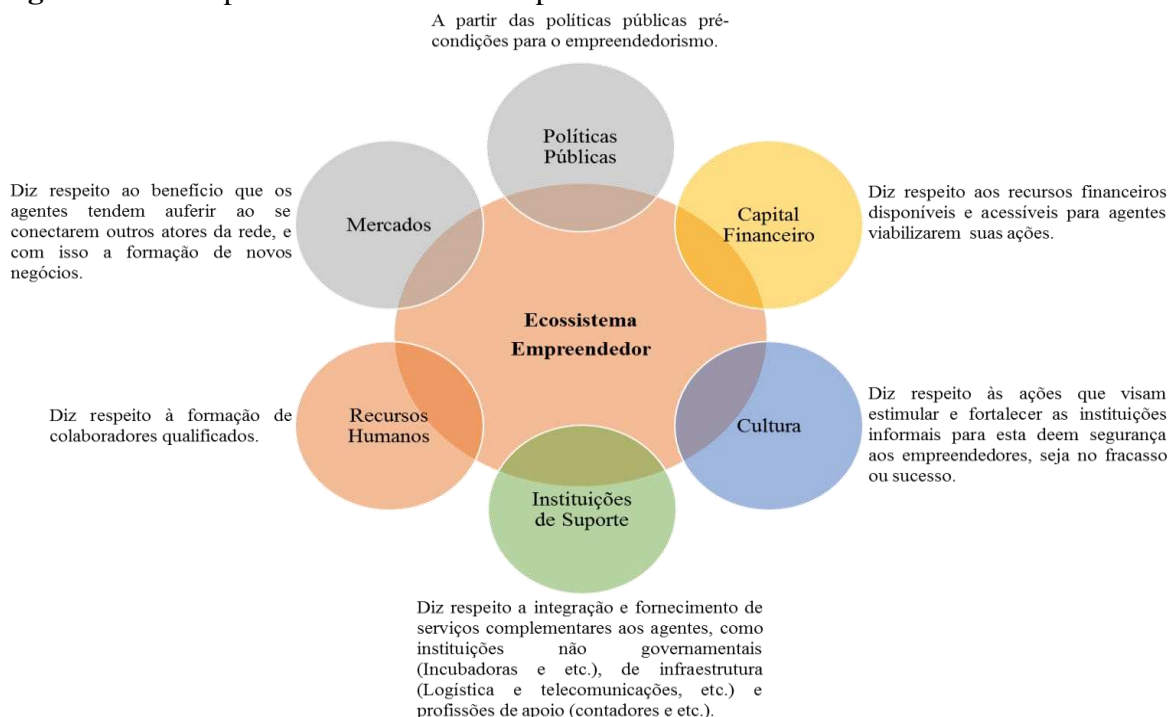 A partir das políticas públicas pré-
condições para o empreendedorismo.
Políticas
Públicas
Diz respeito ao benefício que os
agentes tendem auferir ao se
conectarem outros atores da rede, e
com isso a formação de novos
negócios.
Mercados
Capital
Financeiro
Diz respeito aos recursos financeiros
disponíveis e acessíveis para agentes
viabilizarem suas ações.
Ecossistema
Empreendedor
Diz respeito à formação de
colaboradores qualificados.
Recursos
Humanos
Cultura
Diz respeito às ações que visam
estimular e fortalecer as instituições
informais para esta deem segurança
aos empreendedores, seja no fracasso
ou sucesso.
Instituições
de Suporte
Diz respeito a integração e fornecimento de
serviços complementares aos agentes, como
instituições não governamentais
(Incubadoras e etc.), de infraestrutura
(Logística e telecomunicações, etc.) e
profissões de apoio (contadores e etc.).